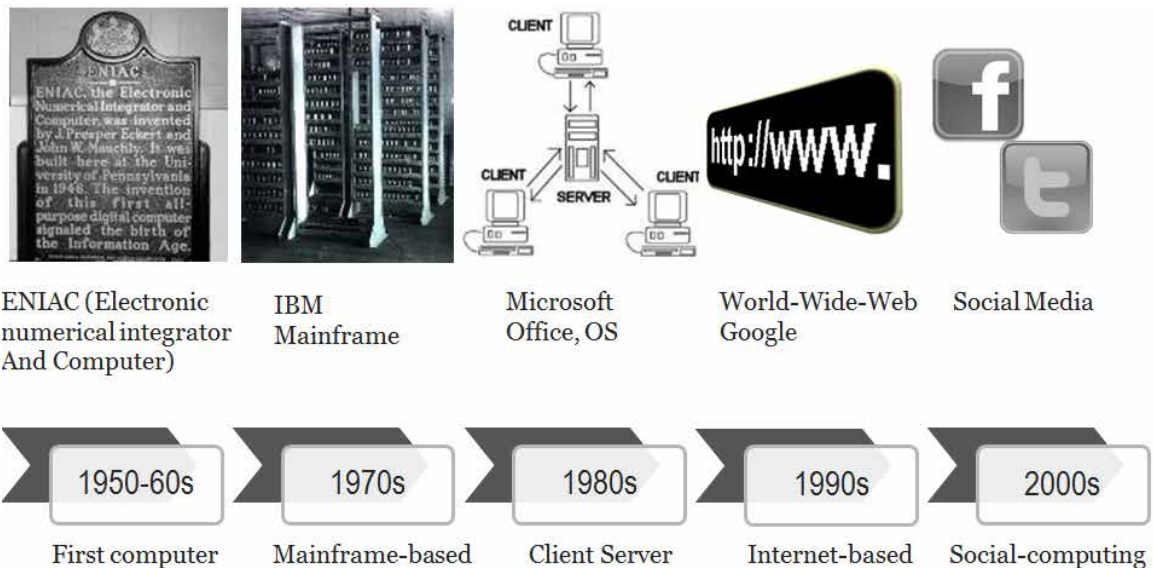 ENIAC
ENIAC, the Electronic
Numerical Integrator and
Computer, was invented
by J. Presper Eckert and
John W. Mauchly. It was
built here at the Uni-
versity of Pennsylvania
in 1946. The invention
of this first all-
purpose digital computer
signaled the birth of
the Information Age.
CLIENT
CLIENT
SERVER
CLIENT
http://www.
f
t
ENIAC (Electronic
numerical integrator
And Computer)
IBM
Mainframe
Microsoft
Office, OS
World-Wide-Web
Google
Social Media
1950-60s
1970s
1980s
1990s
2000s
First computer
Mainframe-based
Client Server
Internet-based
Social-computing